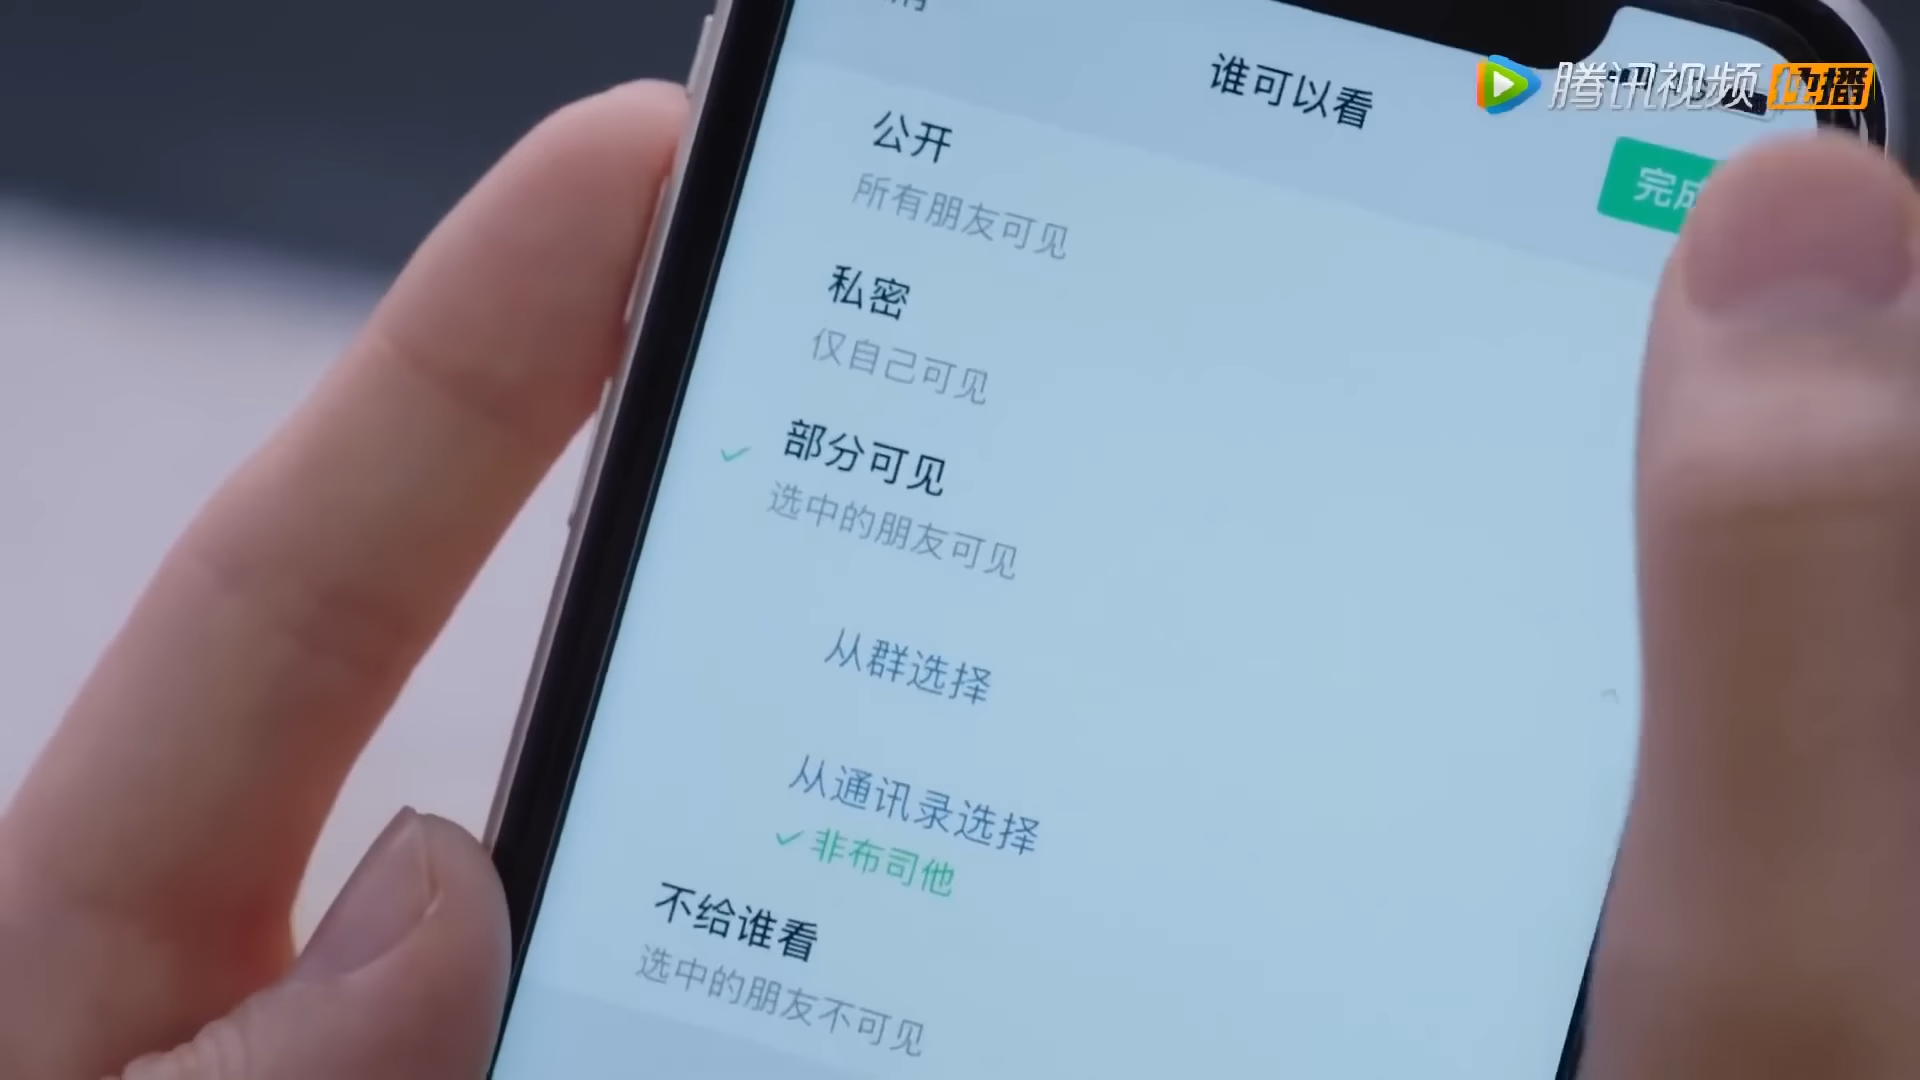 谁可以看
腾讯视频
独播
完成
公开
所有朋友可见
私密
仅自己可见
部分可见
选中的朋友可见
从群选择
从通讯录选择
非布司他
不给谁看
选中的朋友不可见